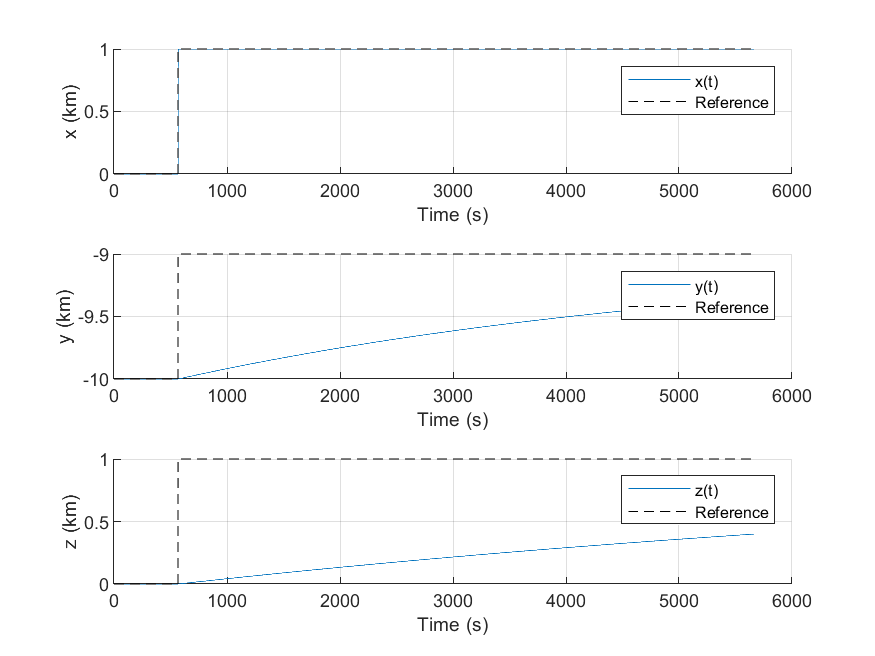 1
0.5
0
x (km)
x(t)
Reference
0 1000 2000 3000 4000 5000 6000
Time (s)
-9
-9.5
-10
y (km)
y(t)
Reference
0 1000 2000 3000 4000 5000 6000
Time (s)
1
0.5
0
z (km)
z(t)
Reference
0 1000 2000 3000 4000 5000 6000
Time (s)